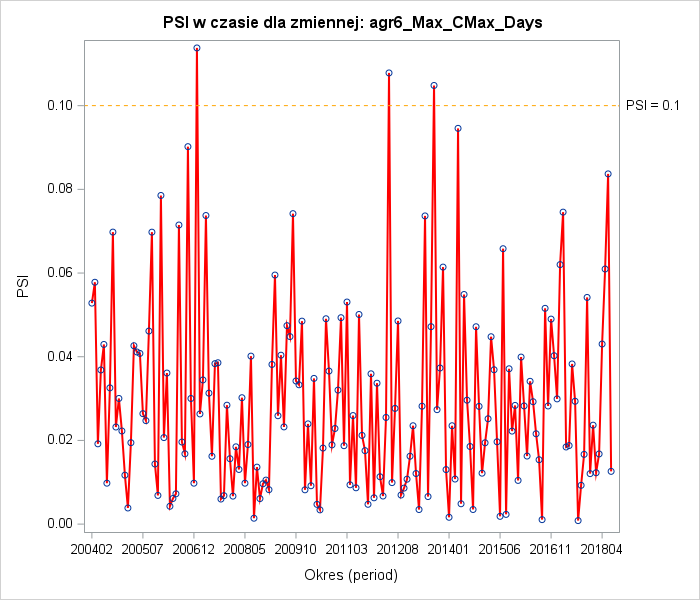 PSI w czasie dla zmiennej: agr6_Max_CMax_Days
0.10
PSI = 0.1
0.08
0.06
PSI
0.04
0.02
0.00
200402 200507 200612 200805 200910 201103 201208 201401 201506 201611 201804
Okres (period)